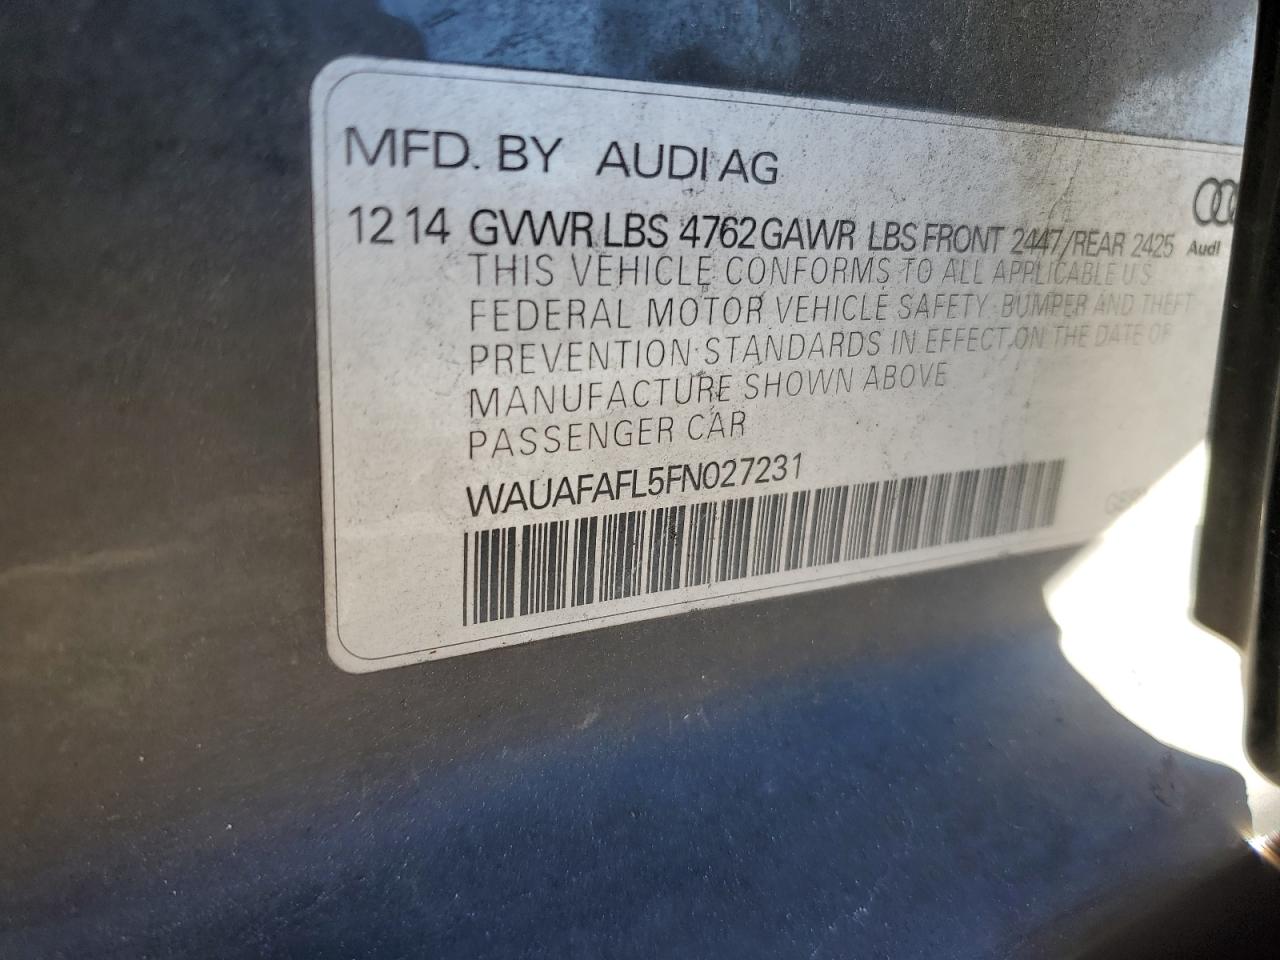 MFD. BY AUDI AG
12 14 GVWR LBS 4762 GAWR LBS FRONT 2447/REAR 2425 Audi
THIS VEHICLE CONFORMS TO ALL APPLICABLE U.S.
FEDERAL MOTOR VEHICLE SAFETY, BUMPER AND THEFT
PREVENTION STANDARDS IN EFFECT ON THE DATE OF
MANUFACTURE SHOWN ABOVE
PASSENGER CAR
WAUAFAFL5FN027231